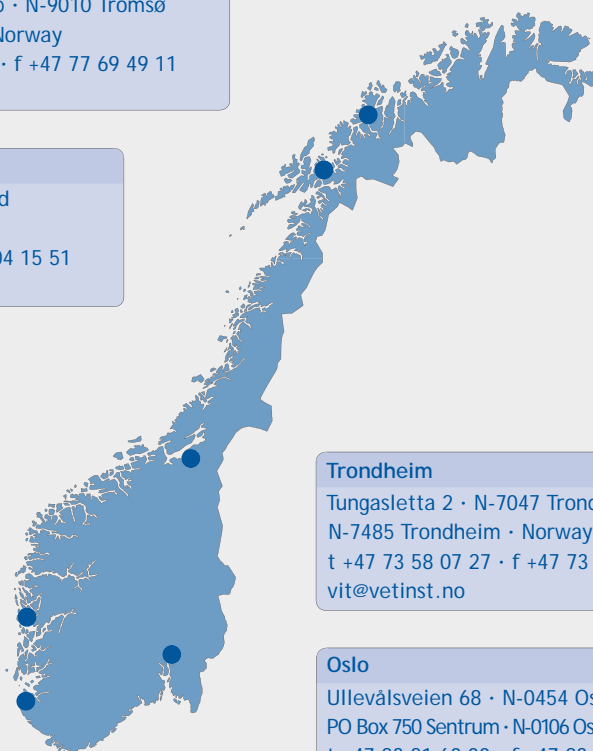 · N-9010 Tromsø
Norway
· f +47 77 69 49 11
04 15 51
Trondheim
Tungasletta 2 · N-7047 Trond
N-7485 Trondheim · Norway
t +47 73 58 07 27 · f +47 73
vit@vetinst.no
Oslo
Ullevålsveien 68 · N-0454 Os
PO Box 750 Sentrum · N-0106 Os